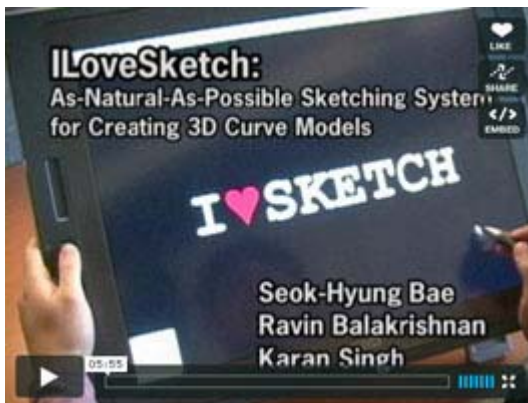 ILoveSketch:
As-Natural-As-Possible Sketching System
for Creating 3D Curve Models
LIKE
SHARE
</>
EMBED
I♥SKETCH
Seok-Hyung Bae
Ravin Balakrishnan
Karan Singh
05:55